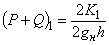 (P+Q)₁ = 2K₁ / 2gₙh